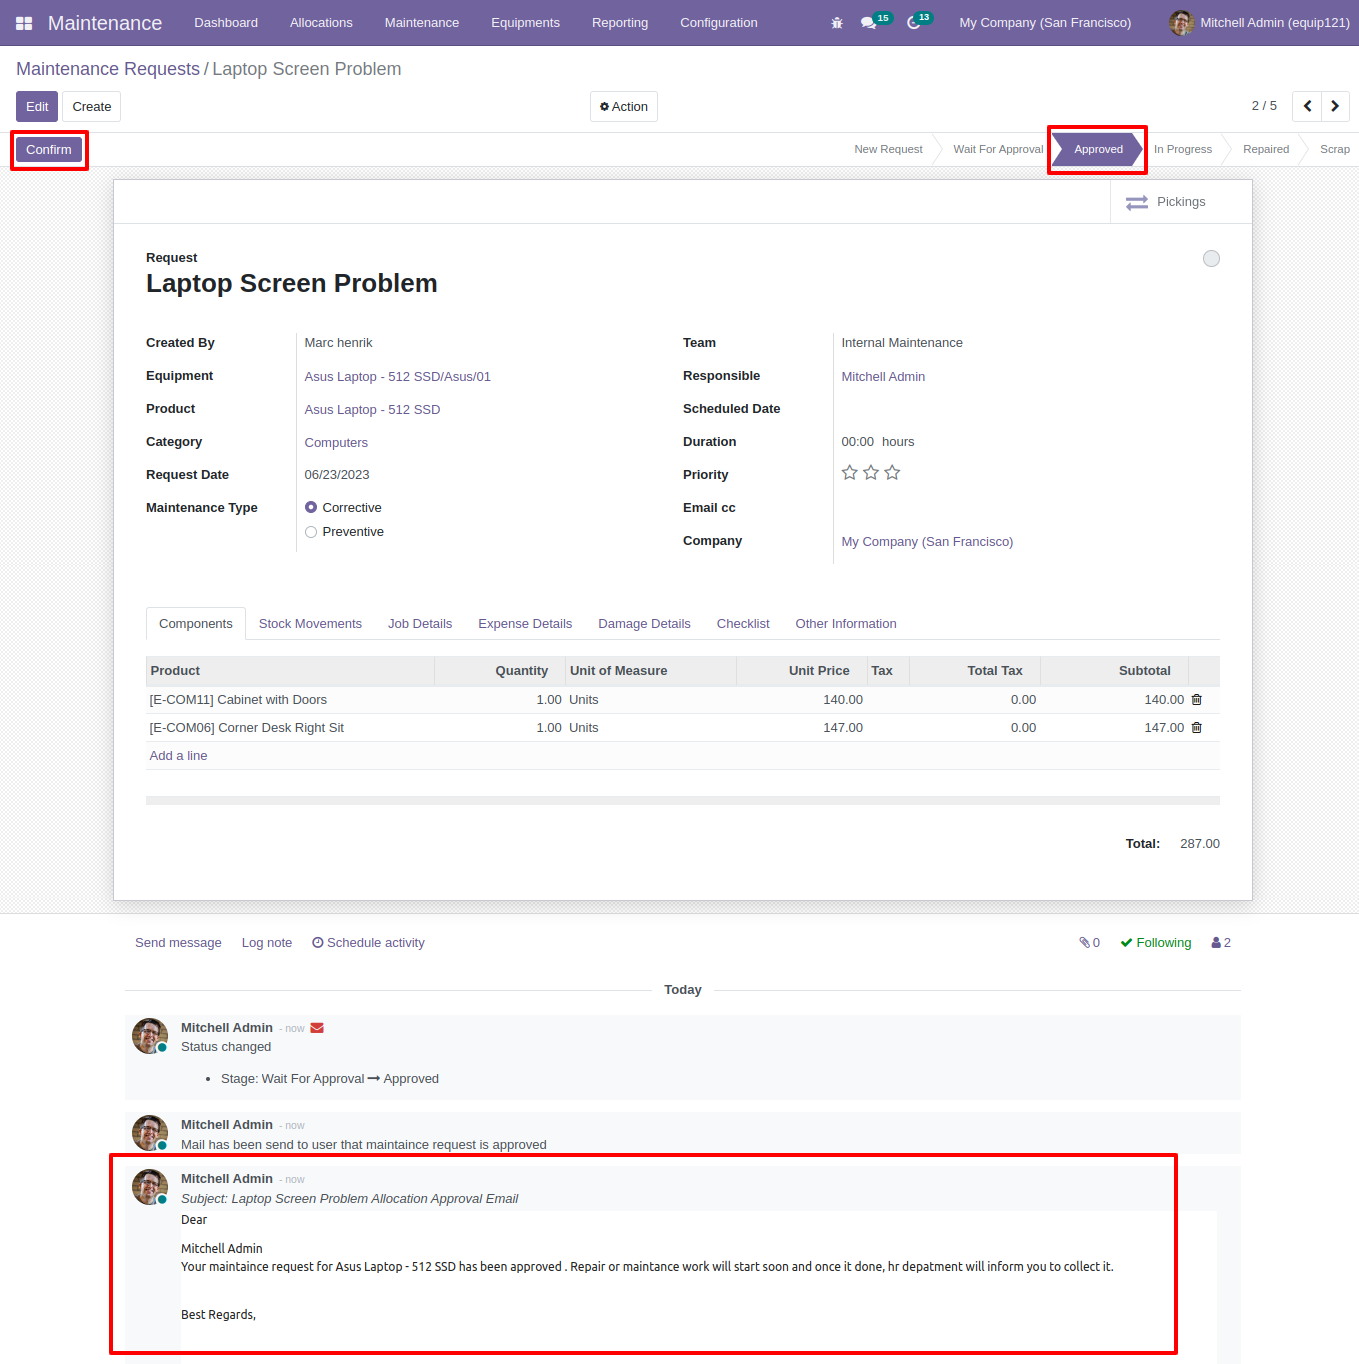 Maintenance Dashboard Allocations Maintenance Equipments Reporting Configuration 15 13 My Company (San Francisco) Mitchell Admin (equip121)
Maintenance Requests / Laptop Screen Problem
Edit Create Action 2 / 5
Confirm New Request Wait For Approval Approved In Progress Repaired Scrap
Pickings
Request
Laptop Screen Problem
Created By Marc henrik Team Internal Maintenance
Equipment Asus Laptop - 512 SSD/Asus/01 Responsible Mitchell Admin
Product Asus Laptop - 512 SSD Scheduled Date
Category Computers Duration 00:00 hours
Request Date 06/23/2023 Priority
Maintenance Type Corrective Email cc
Preventive
Company My Company (San Francisco)
Components Stock Movements Job Details Expense Details Damage Details Checklist Other Information
Product Quantity Unit of Measure Unit Price Tax Total Tax Subtotal
[E-COM11] Cabinet with Doors 1.00 Units 140.00 0.00 140.00
[E-COM06] Corner Desk Right Sit 1.00 Units 147.00 0.00 147.00
Add a line
Total: 287.00
Send message Log note Schedule activity 0 Following 2
Today
Mitchell Admin - now
Status changed
• Stage: Wait For Approval → Approved
Mitchell Admin - now
Mail has been send to user that maintaince request is approved
Mitchell Admin - now
Subject: Laptop Screen Problem Allocation Approval Email
Dear
Mitchell Admin
Your maintaince request for Asus Laptop - 512 SSD has been approved . Repair or maintance work will start soon and once it done, hr depatment will inform you to collect it.
Best Regards,